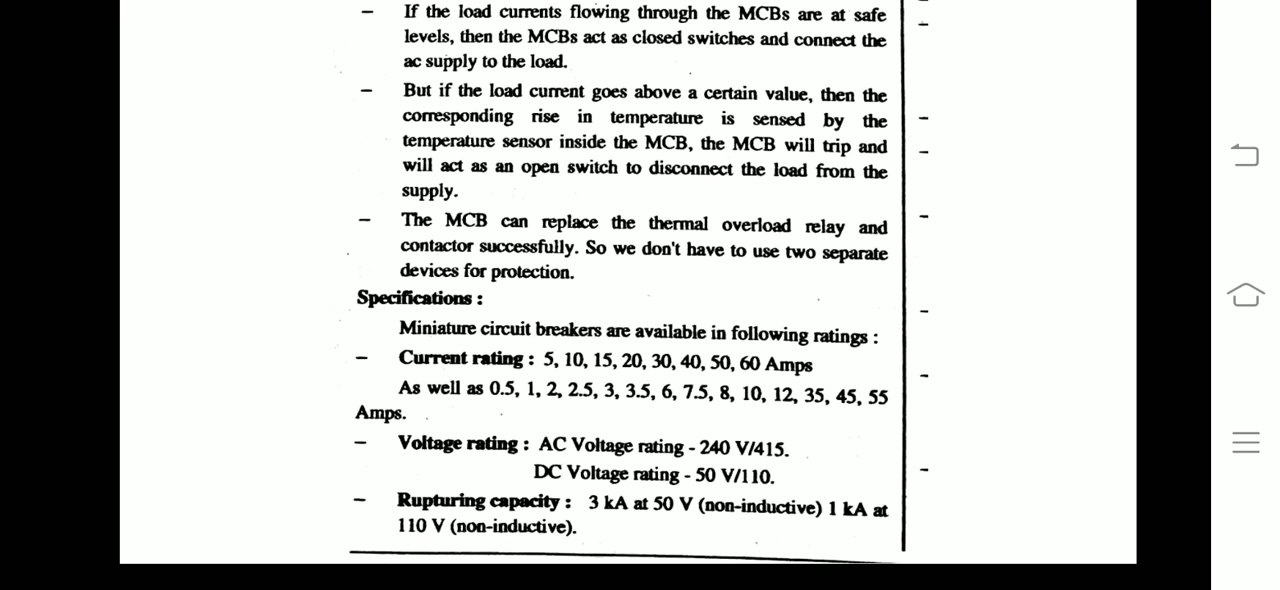 – If the load currents flowing through the MCBs are at safe
levels, then the MCBs act as closed switches and connect the
ac supply to the load.
– But if the load current goes above a certain value, then the
corresponding rise in temperature is sensed by the
temperature sensor inside the MCB, the MCB will trip and
will act as an open switch to disconnect the load from the
supply.
– The MCB can replace the thermal overload relay and
contactor successfully. So we don't have to use two separate
devices for protection.
Specifications :
Miniature circuit breakers are available in following ratings :
– Current rating : 5, 10, 15, 20, 30, 40, 50, 60 Amps
As well as 0.5, 1, 2, 2.5, 3, 3.5, 6, 7.5, 8, 10, 12, 35, 45, 55
Amps.
– Voltage rating : AC Voltage rating - 240 V/415.
DC Voltage rating - 50 V/110.
– Rupturing capacity : 3 kA at 50 V (non-inductive) 1 kA at
110 V (non-inductive).